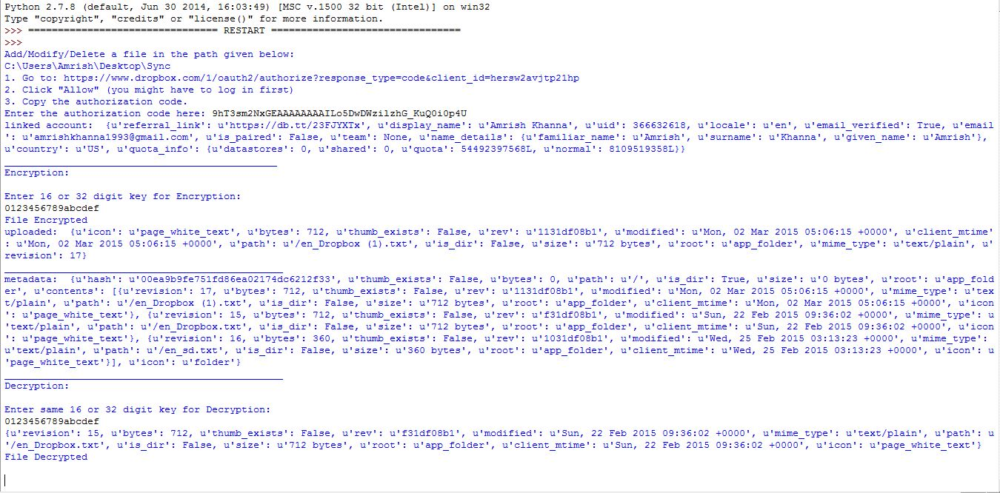 Python 2.7.8 (default, Jun 30 2014, 16:03:49) [MSC v.1500 32 bit (Intel)] on win32
Type "copyright", "credits" or "license()" for more information.
>>> ================================ RESTART ================================
>>>
Add/Modify/Delete a file in the path given below:
C:\Users\Amrish\Desktop\Sync
1. Go to: https://www.dropbox.com/1/oauth2/authorize?response_type=code&client_id=hersw2avjtp21hp
2. Click "Allow" (you might have to log in first)
3. Copy the authorization code.
Enter the authorization code here: 9hT3sm2NxGEAAAAAAAAILo5DwDWzilzhG_KuQ0i0p4U
linked account:  {u'referral_link': u'https://db.tt/23FJYXTx', u'display_name': u'Amrish Khanna', u'uid': 366632618, u'locale': u'en', u'email_verified': True, u'email
': u'amrishkhanna1993@gmail.com', u'is_paired': False, u'team': None, u'name_details': {u'familiar_name': u'Amrish', u'surname': u'Khanna', u'given_name': u'Amrish'},
u'country': u'US', u'quota_info': {u'datastores': 0, u'shared': 0, u'quota': 54492397568L, u'normal': 8109519358L}}
______________________________________________
Encryption:
Enter 16 or 32 digit key for Encryption:
0123456789abcdef
File Encrypted
uploaded:  {u'icon': u'page_white_text', u'bytes': 712, u'thumb_exists': False, u'rev': u'1131df08b1', u'modified': u'Mon, 02 Mar 2015 05:06:15 +0000', u'client_mtime'
: u'Mon, 02 Mar 2015 05:06:15 +0000', u'path': u'/en_Dropbox (1).txt', u'is_dir': False, u'size': u'712 bytes', u'root': u'app_folder', u'mime_type': u'text/plain', u'
revision': 17}
_______________________________________________
metadata:  {u'hash': u'00ea9b9fe751fd86ea02174dc6212f33', u'thumb_exists': False, u'bytes': 0, u'path': u'/', u'is_dir': True, u'size': u'0 bytes', u'root': u'app_fold
er', u'contents': [{u'revision': 17, u'bytes': 712, u'thumb_exists': False, u'rev': u'1131df08b1', u'modified': u'Mon, 02 Mar 2015 05:06:15 +0000', u'mime_type': u'tex
t/plain', u'path': u'/en_Dropbox (1).txt', u'is_dir': False, u'size': u'712 bytes', u'root': u'app_folder', u'client_mtime': u'Mon, 02 Mar 2015 05:06:15 +0000', u'icon
': u'page_white_text'}, {u'revision': 15, u'bytes': 712, u'thumb_exists': False, u'rev': u'f31df08b1', u'modified': u'Sun, 22 Feb 2015 09:36:02 +0000', u'mime_type': u
'text/plain', u'path': u'/en_Dropbox.txt', u'is_dir': False, u'size': u'712 bytes', u'root': u'app_folder', u'client_mtime': u'Sun, 22 Feb 2015 09:36:02 +0000', u'icon
': u'page_white_text'}, {u'revision': 16, u'bytes': 360, u'thumb_exists': False, u'rev': u'1031df08b1', u'modified': u'Wed, 25 Feb 2015 03:13:23 +0000', u'mime_type':
u'text/plain', u'path': u'/en_sd.txt', u'is_dir': False, u'size': u'360 bytes', u'root': u'app_folder', u'client_mtime': u'Wed, 25 Feb 2015 03:13:23 +0000', u'icon': u
'page_white_text'}], u'icon': u'folder'}
_______________________________________________
Decryption:
Enter same 16 or 32 digit key for Decryption:
0123456789abcdef
{u'revision': 15, u'bytes': 712, u'thumb_exists': False, u'rev': u'f31df08b1', u'modified': u'Sun, 22 Feb 2015 09:36:02 +0000', u'mime_type': u'text/plain', u'path': u
'/en_Dropbox.txt', u'is_dir': False, u'size': u'712 bytes', u'root': u'app_folder', u'client_mtime': u'Sun, 22 Feb 2015 09:36:02 +0000', u'icon': u'page_white_text'}
File Decrypted